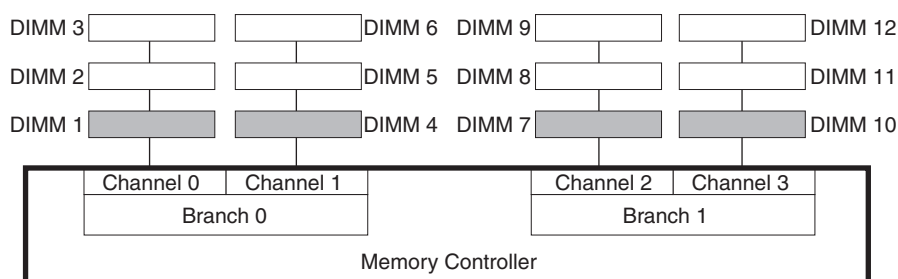 DIMM 3 DIMM 6 DIMM 9 DIMM 12
DIMM 2 DIMM 5 DIMM 8 DIMM 11
DIMM 1 DIMM 4 DIMM 7 DIMM 10
Channel 0 Channel 1 Channel 2 Channel 3
Branch 0 Branch 1
Memory Controller